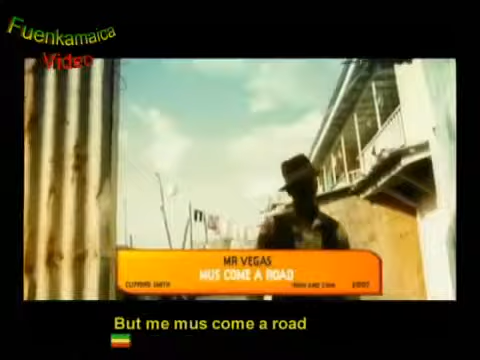 Fuenkamaica
Video
MR VEGAS
MUS COME A ROAD
CLIFFORD SMITH
2007
But me mus come a road